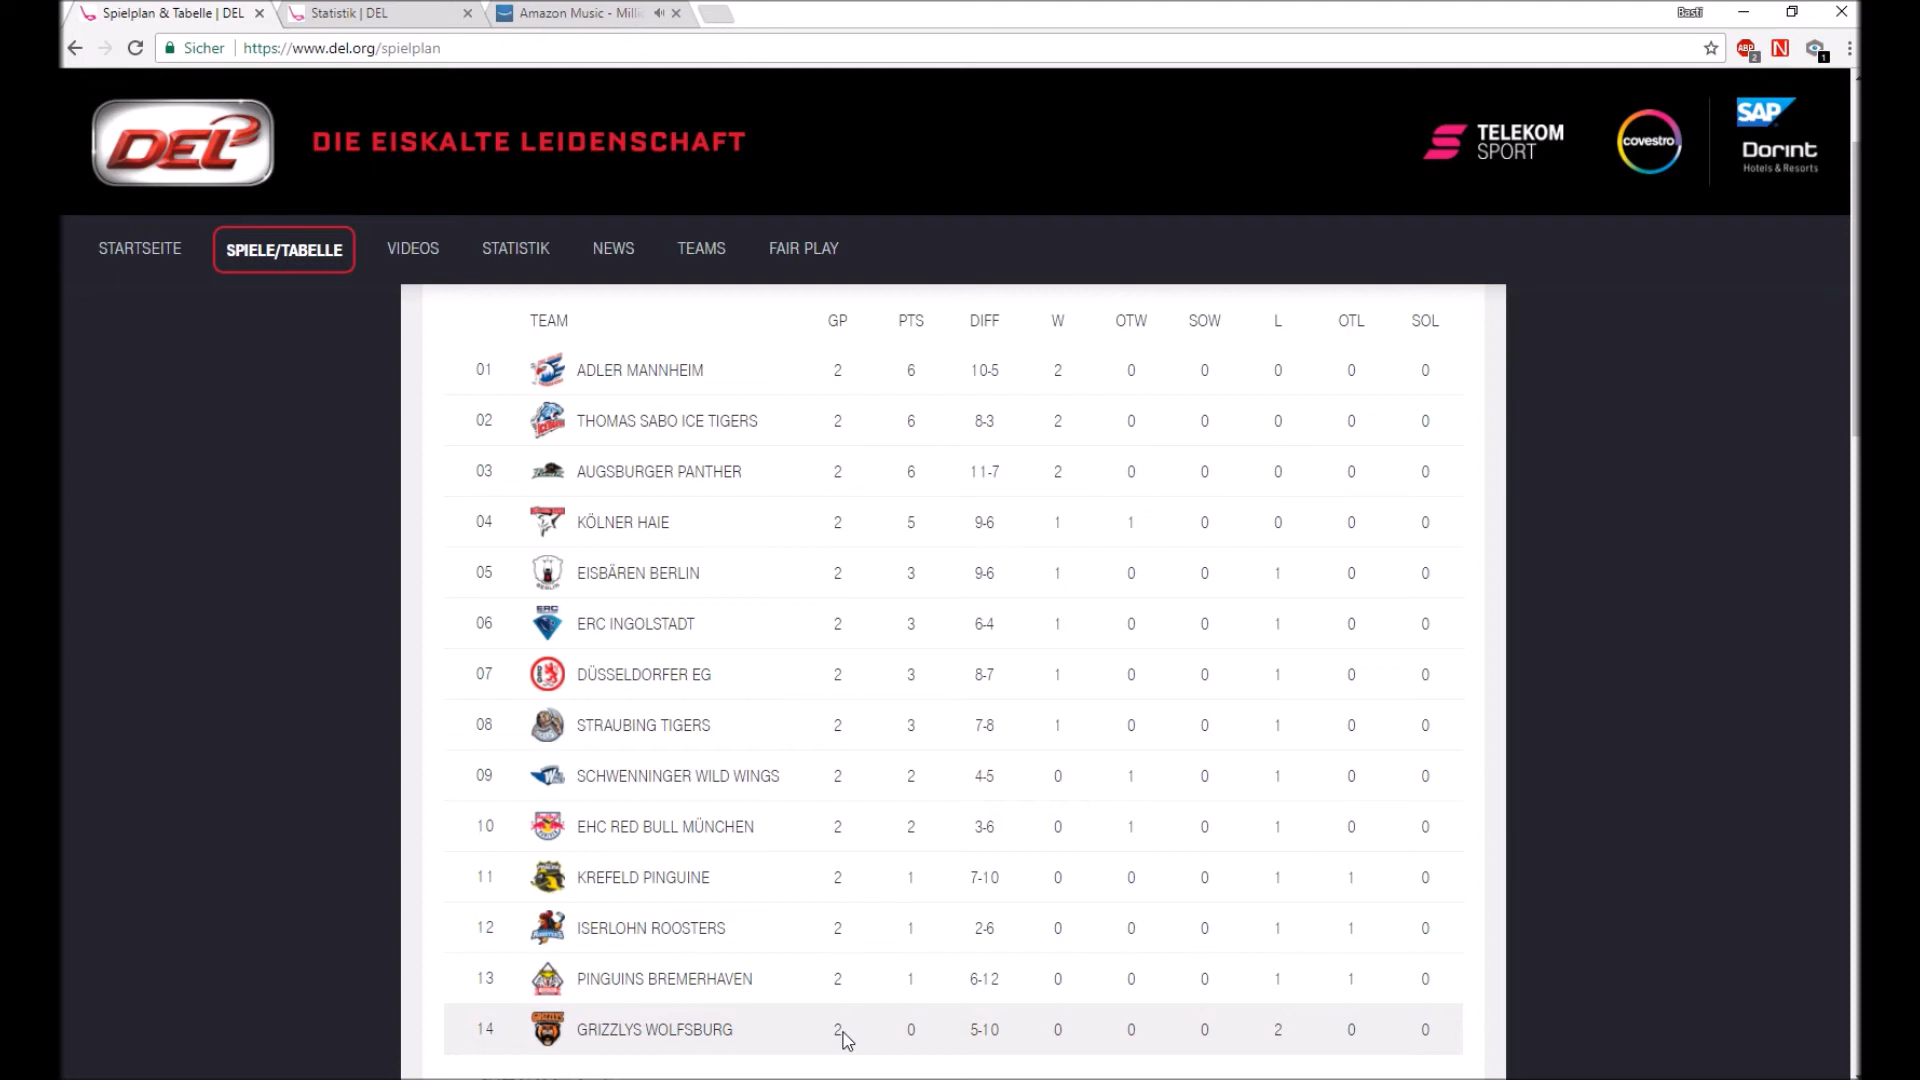 Spielplan & Tabelle | DEL
Statistik | DEL
Amazon Music - Milli
Basti
Sicher
https://www.del.org/spielplan
ABP
2
N
1
DEL2
DIE EISKALTE LEIDENSCHAFT
TELEKOM
SPORT
covestro
SAP
Dorint
Hotels & Resorts
STARTSEITE SPIELE/TABELLE VIDEOS STATISTIK NEWS TEAMS FAIR PLAY
TEAM GP PTS DIFF W OTW SOW L OTL SOL
01 ADLER MANNHEIM 2 6 10-5 2 0 0 0 0 0
02 THOMAS SABO ICE TIGERS 2 6 8-3 2 0 0 0 0 0
03 AUGSBURGER PANTHER 2 6 11-7 2 0 0 0 0 0
04 KÖLNER HAIE 2 5 9-6 1 1 0 0 0 0
05 EISBÄREN BERLIN 2 3 9-6 1 0 0 1 0 0
06 ERC INGOLSTADT 2 3 6-4 1 0 0 1 0 0
07 DÜSSELDORFER EG 2 3 8-7 1 0 0 1 0 0
08 STRAUBING TIGERS 2 3 7-8 1 0 0 1 0 0
09 SCHWENNINGER WILD WINGS 2 2 4-5 0 1 0 1 0 0
10 EHC RED BULL MÜNCHEN 2 2 3-6 0 1 0 1 0 0
11 KREFELD PINGUINE 2 1 7-10 0 0 0 1 1 0
12 ISERLOHN ROOSTERS 2 1 2-6 0 0 0 1 1 0
13 PINGUINS BREMERHAVEN 2 1 6-12 0 0 0 1 1 0
14 GRIZZLYS WOLFSBURG 2 0 5-10 0 0 0 2 0 0